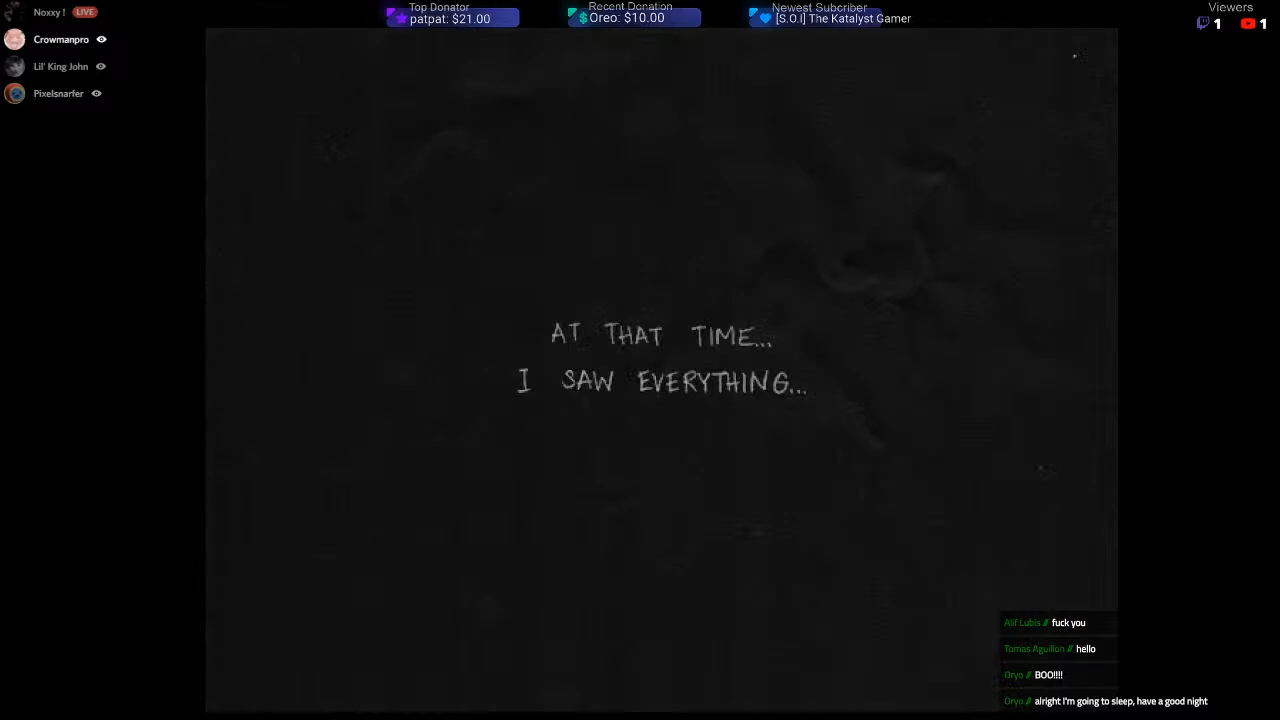 Noxxy ! LIVE
Crowmanpro
Lil' King John
Pixelsnarfer
Top Donator
patpat: $21.00
Recent Donation
Oreo: $10.00
Newest Subcriber
[S.O.I] The Katalyst Gamer
Viewers
1 1
AT THAT TIME...
I SAW EVERYTHING...
Alif Lubis // fuck you
Tomas Aguillon // hello
Oryo // BOO!!!!
Oryo // alright I'm going to sleep, have a good night